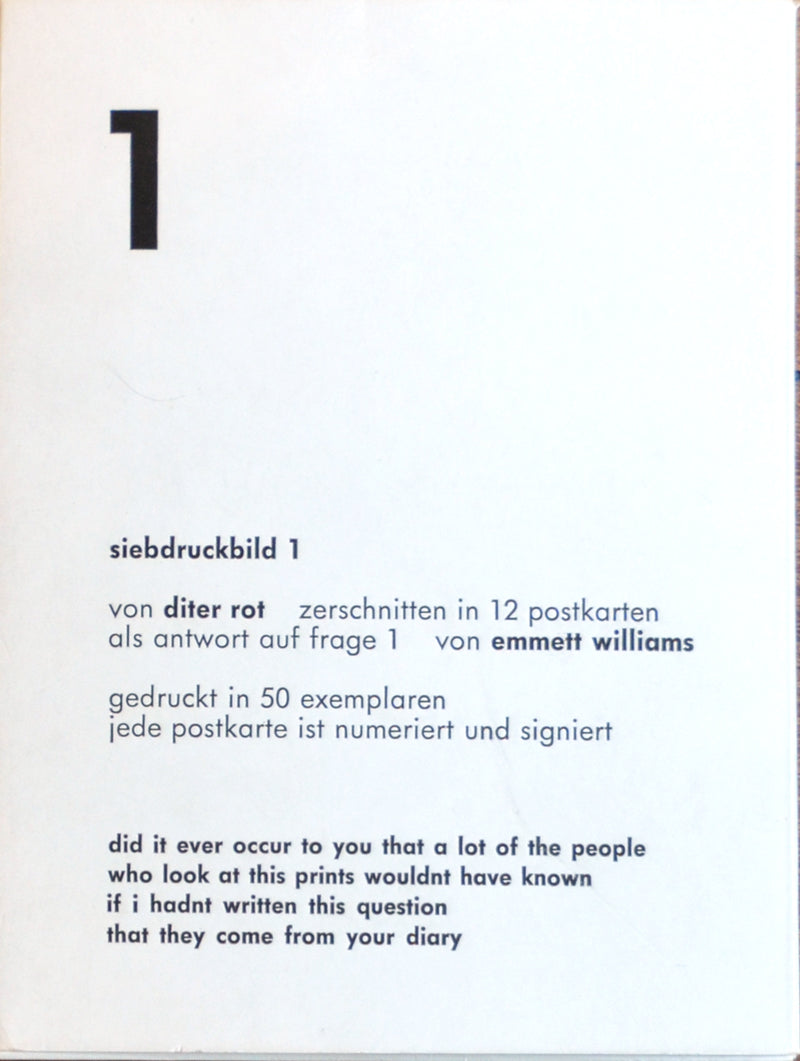 1
siebdruckbild 1
von diter rot zerschnitten in 12 postkarten
als antwort auf frage 1 von emmett williams
gedruckt in 50 exemplaren
jede postkarte ist numeriert und signiert
did it ever occur to you that a lot of the people
who look at this prints wouldnt have known
if i hadnt written this question
that they come from your diary